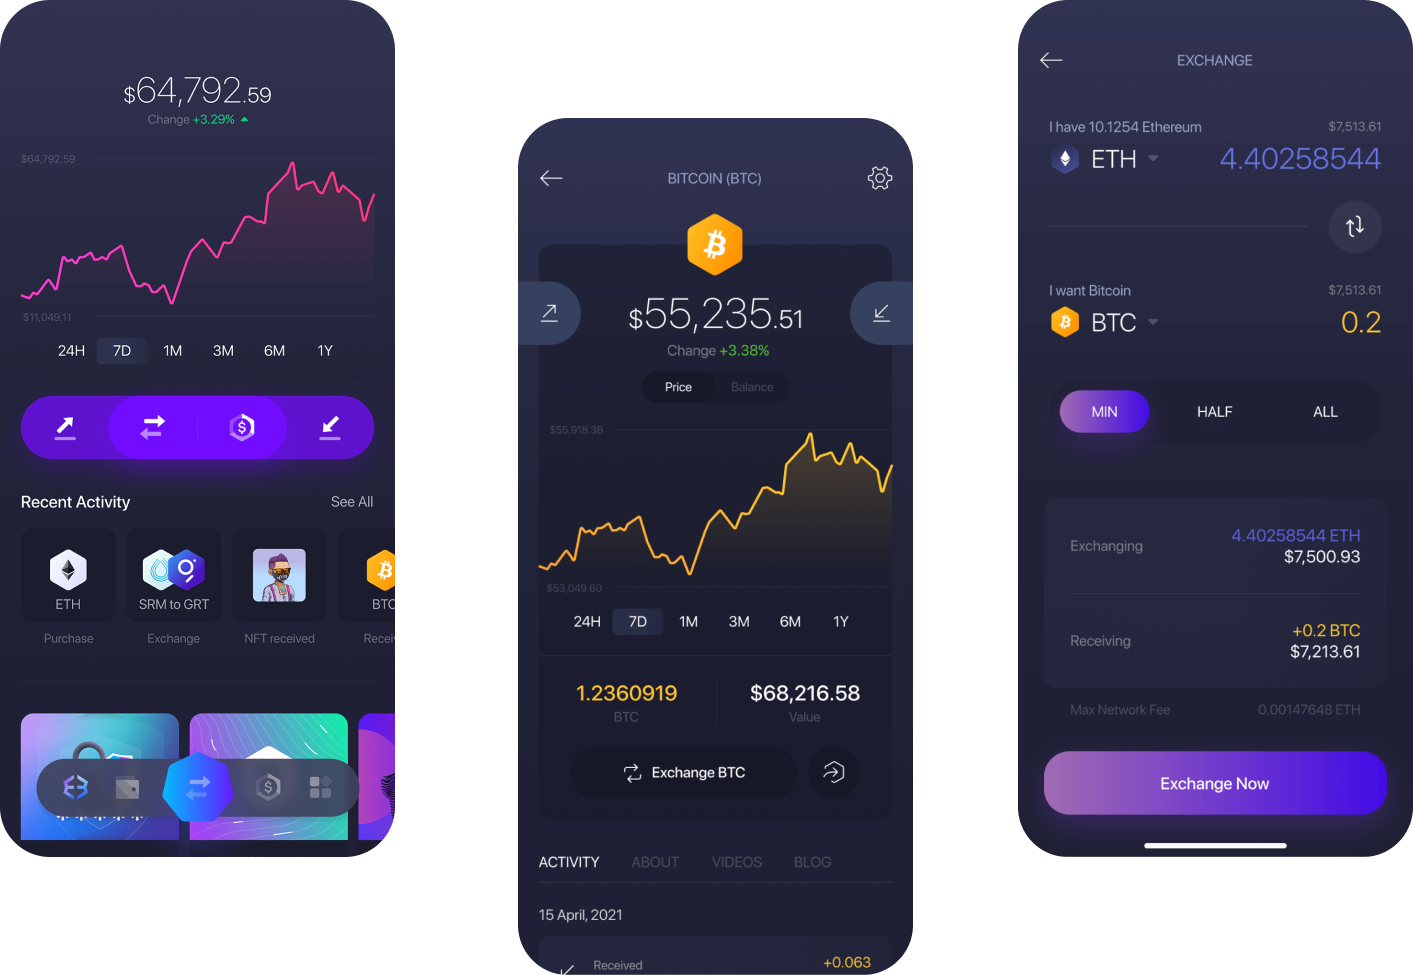 $64,792.59
Change +3.29%
$64,792.59
$11,049.11
24H 7D 1M 3M 6M 1Y
Recent Activity See All
ETH SRM to GRT
Purchase Exchange NFT received
BITCOIN (BTC)
$55,235.51
Change +3.38%
Price Balance
$55,918.36
$53,049.60
24H 7D 1M 3M 6M 1Y
1.2360919 $68,216.58
BTC Value
Exchange BTC
ACTIVITY ABOUT VIDEOS BLOG
15 April, 2021
Received +0.063
EXCHANGE
I have 10.1254 Ethereum $7,513.61
ETH 4.40258544
I want Bitcoin $7,513.61
BTC 0.2
MIN HALF ALL
4.40258544 ETH
Exchanging
$7,500.93
+0.2 BTC
Receiving
$7,213.61
Max Network Fee 0.00147648 ETH
Exchange Now